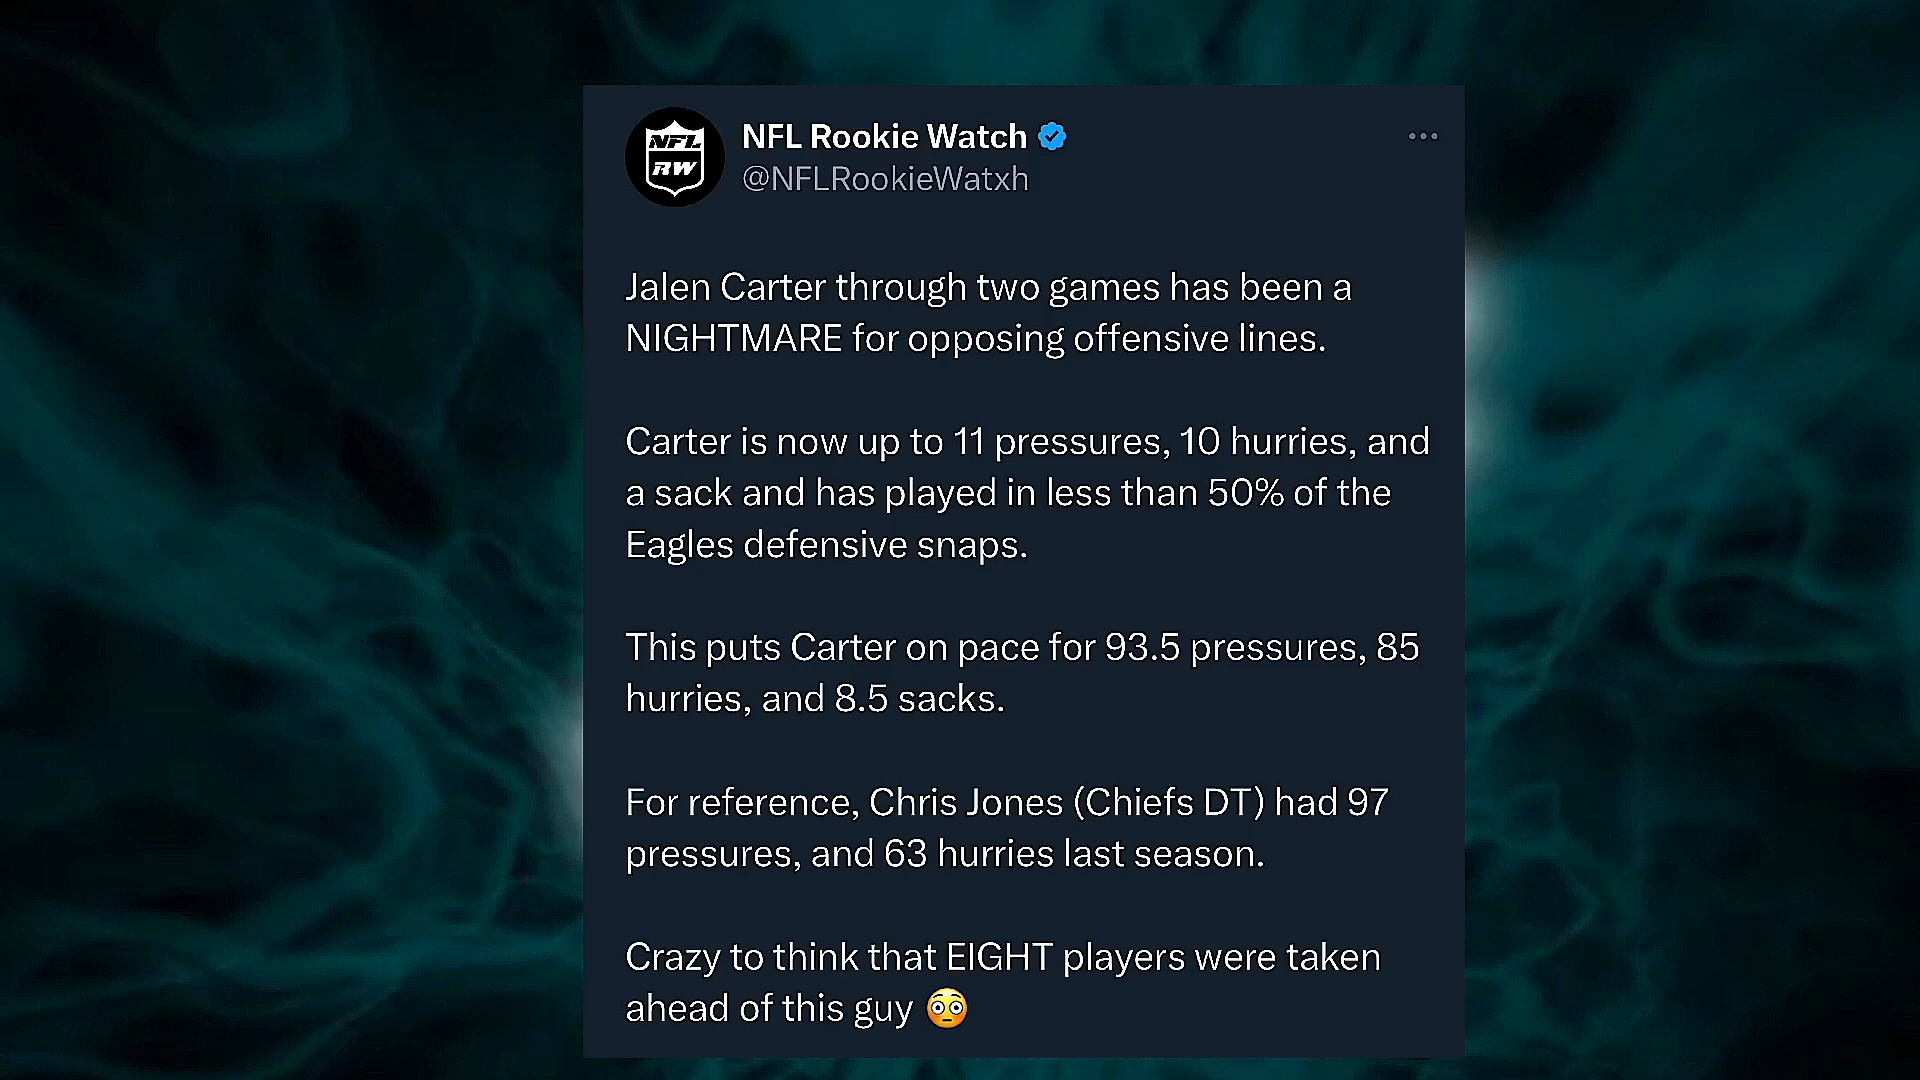 NFL
RW
NFL Rookie Watch
@NFLRookieWatxh
Jalen Carter through two games has been a
NIGHTMARE for opposing offensive lines.
Carter is now up to 11 pressures, 10 hurries, and
a sack and has played in less than 50% of the
Eagles defensive snaps.
This puts Carter on pace for 93.5 pressures, 85
hurries, and 8.5 sacks.
For reference, Chris Jones (Chiefs DT) had 97
pressures, and 63 hurries last season.
Crazy to think that EIGHT players were taken
ahead of this guy 😳